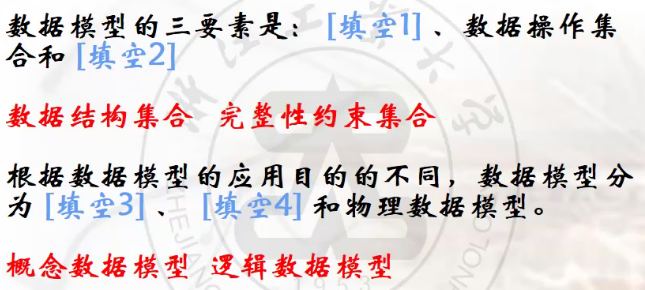 数据模型的三要素是： [填空1] 、数据操作集
合和 [填空2]
数据结构集合 完整性约束集合
根据数据模型的应用目的的不同，数据模型分
为 [填空3] 、 [填空4] 和物理数据模型。
概念数据模型 逻辑数据模型